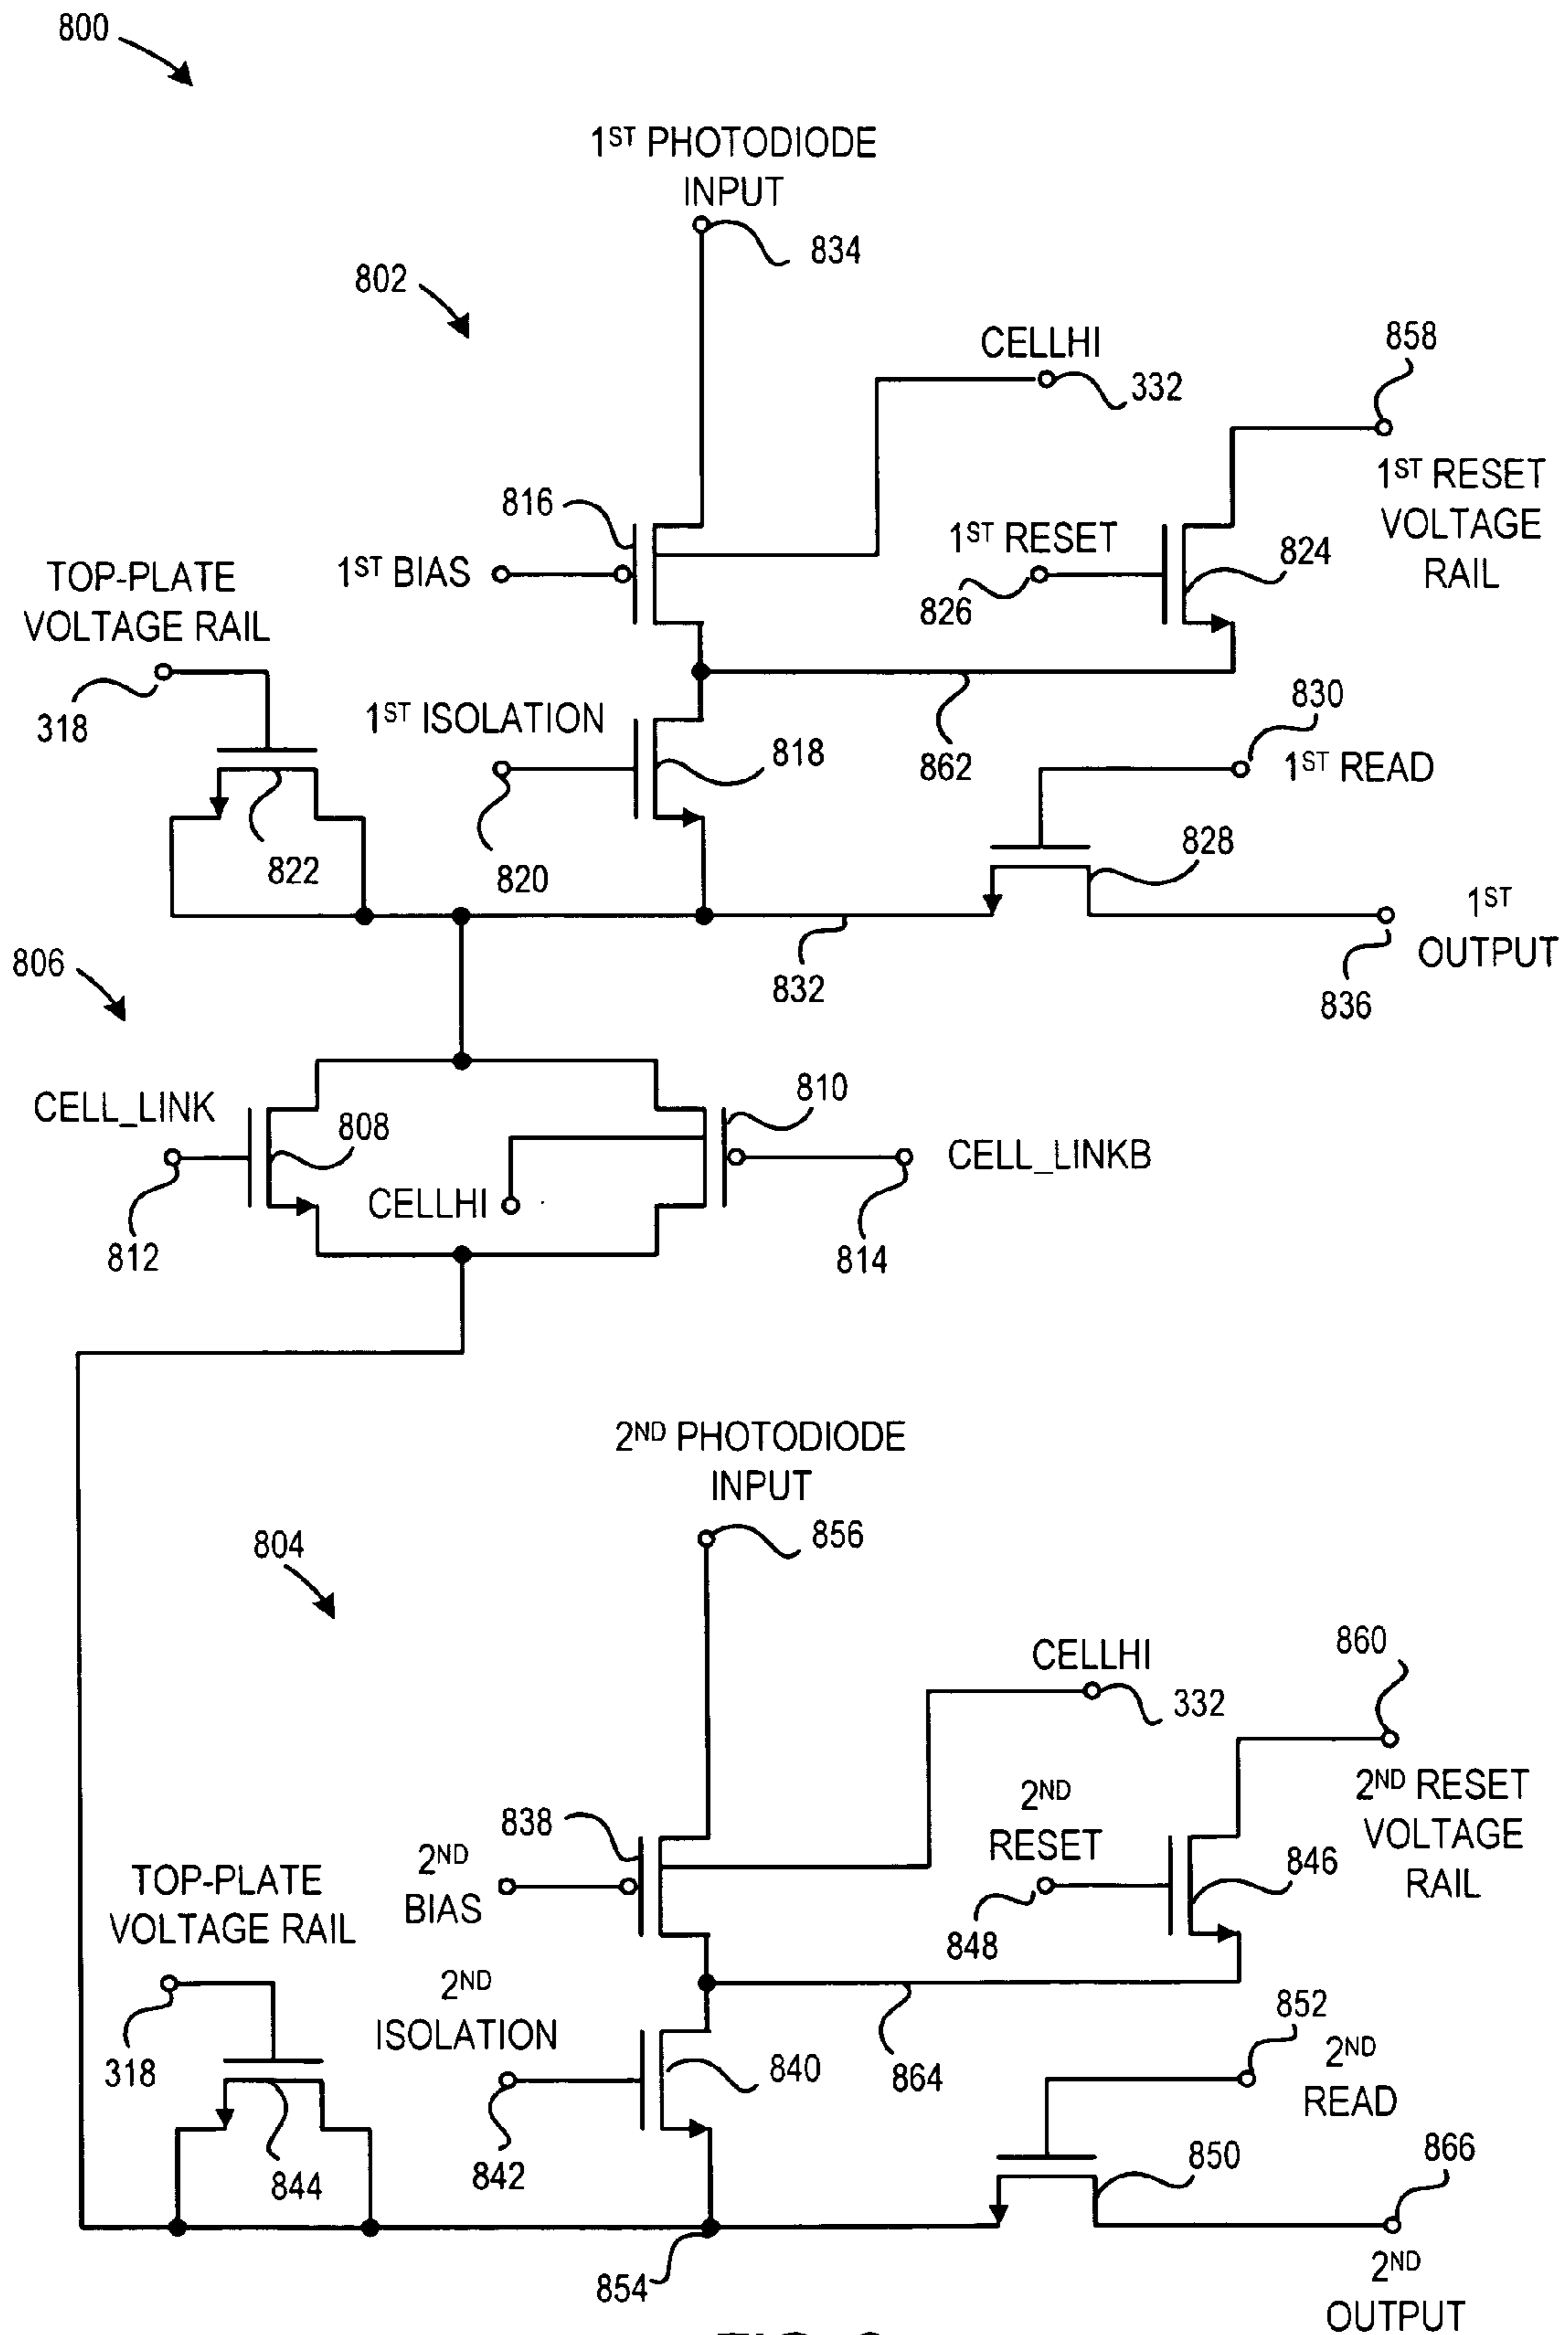 800
1ST PHOTODIODE
INPUT
834
802
CELLHI
332
858
1ST RESET
VOLTAGE
RAIL
816
1ST BIAS
1ST RESET
826
824
TOP-PLATE
VOLTAGE RAIL
318
1ST ISOLATION
820
818
862
830
1ST READ
822
828
832
1ST
OUTPUT
836
806
CELL_LINK
812
808
CELLHI
810
CELL_LINKB
814
2ND PHOTODIODE
INPUT
856
804
CELLHI
332
860
2ND RESET
VOLTAGE
RAIL
838
2ND
BIAS
2ND
RESET
848
846
TOP-PLATE
VOLTAGE RAIL
318
2ND
ISOLATION
842
840
864
852
2ND
READ
844
850
866
854
2ND
OUTPUT